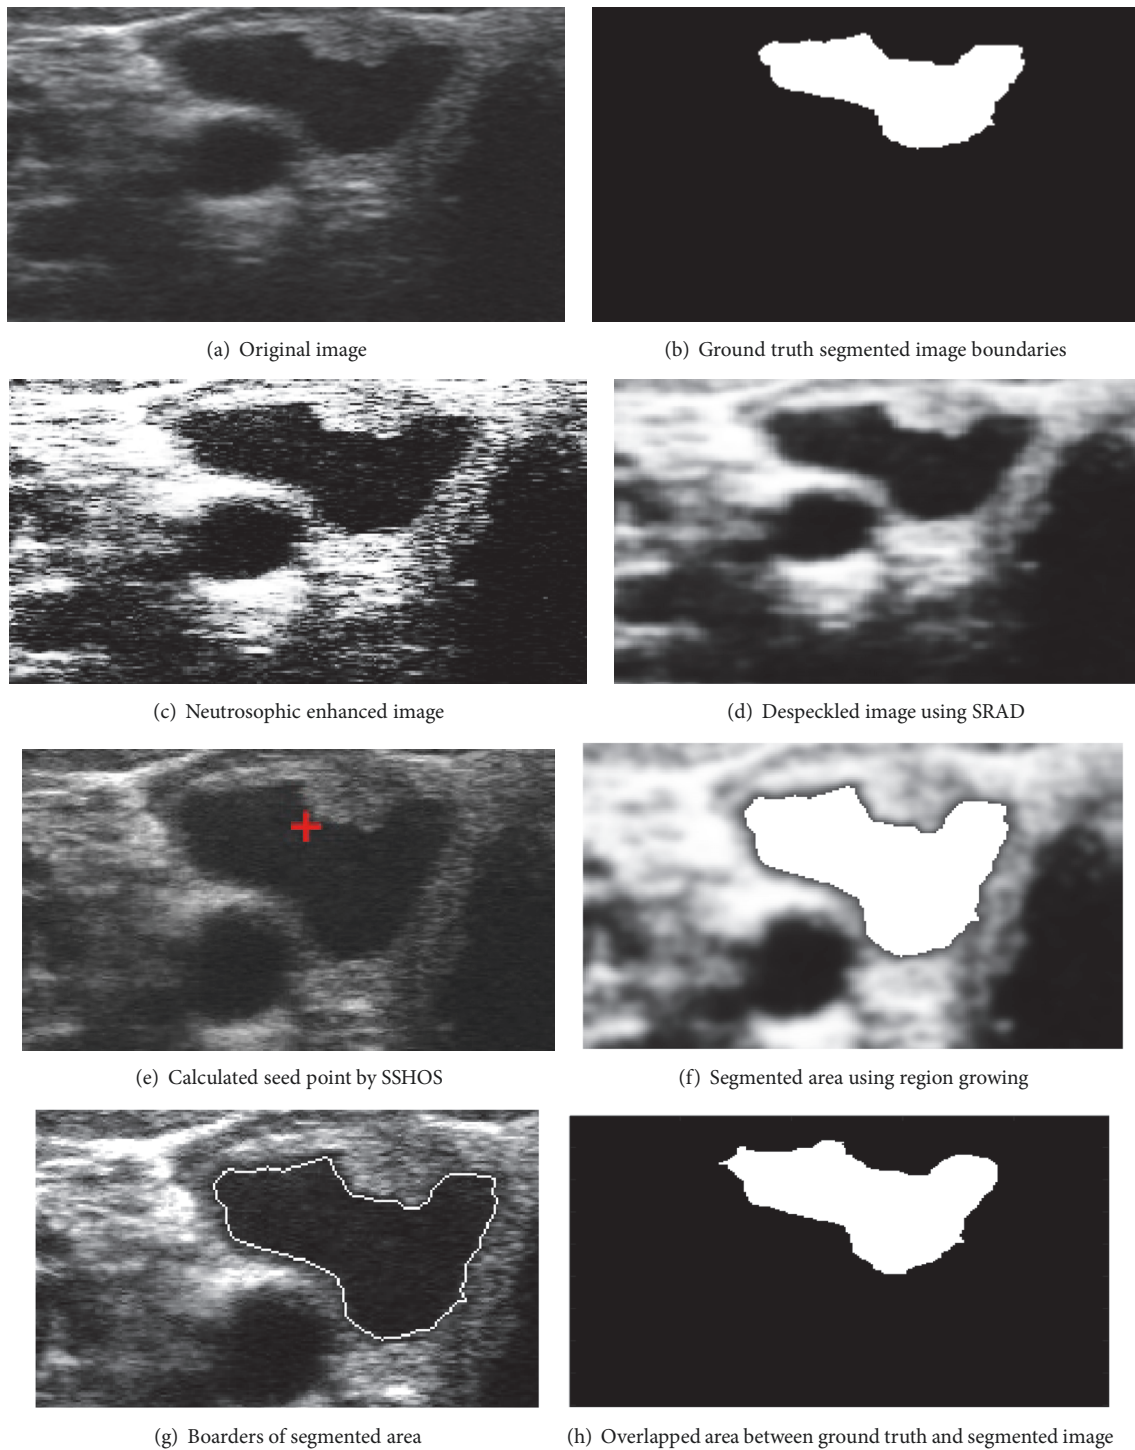 (a) Original image
(b) Ground truth segmented image boundaries
(c) Neutrosophic enhanced image
(d) Despeckled image using SRAD
(e) Calculated seed point by SSHOS
(f) Segmented area using region growing
(g) Boarders of segmented area
(h) Overlapped area between ground truth and segmented image